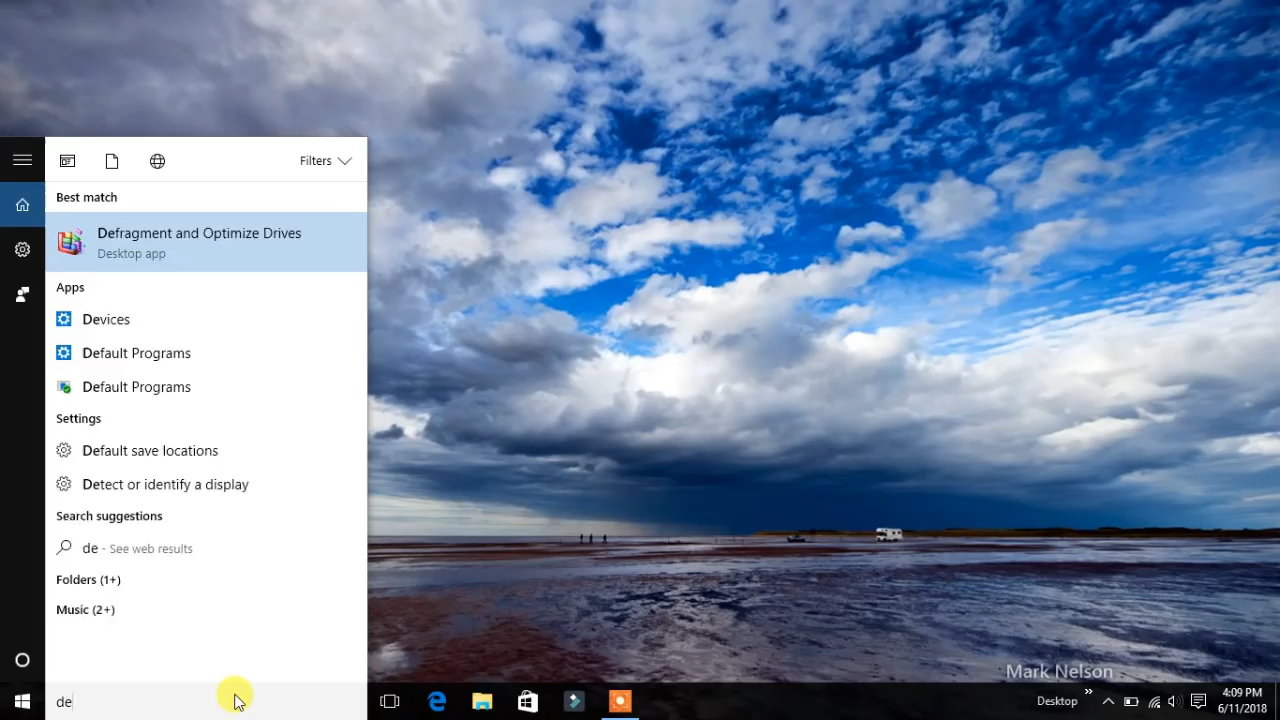 Filters
Best match
Defragment and Optimize Drives
Desktop app
Apps
Devices
Default Programs
Default Programs
Settings
Default save locations
Detect or identify a display
Search suggestions
de - See web results
Folders (1+)
Music (2+)
Mark Nelson
de
Desktop
4:09 PM
6/11/2018